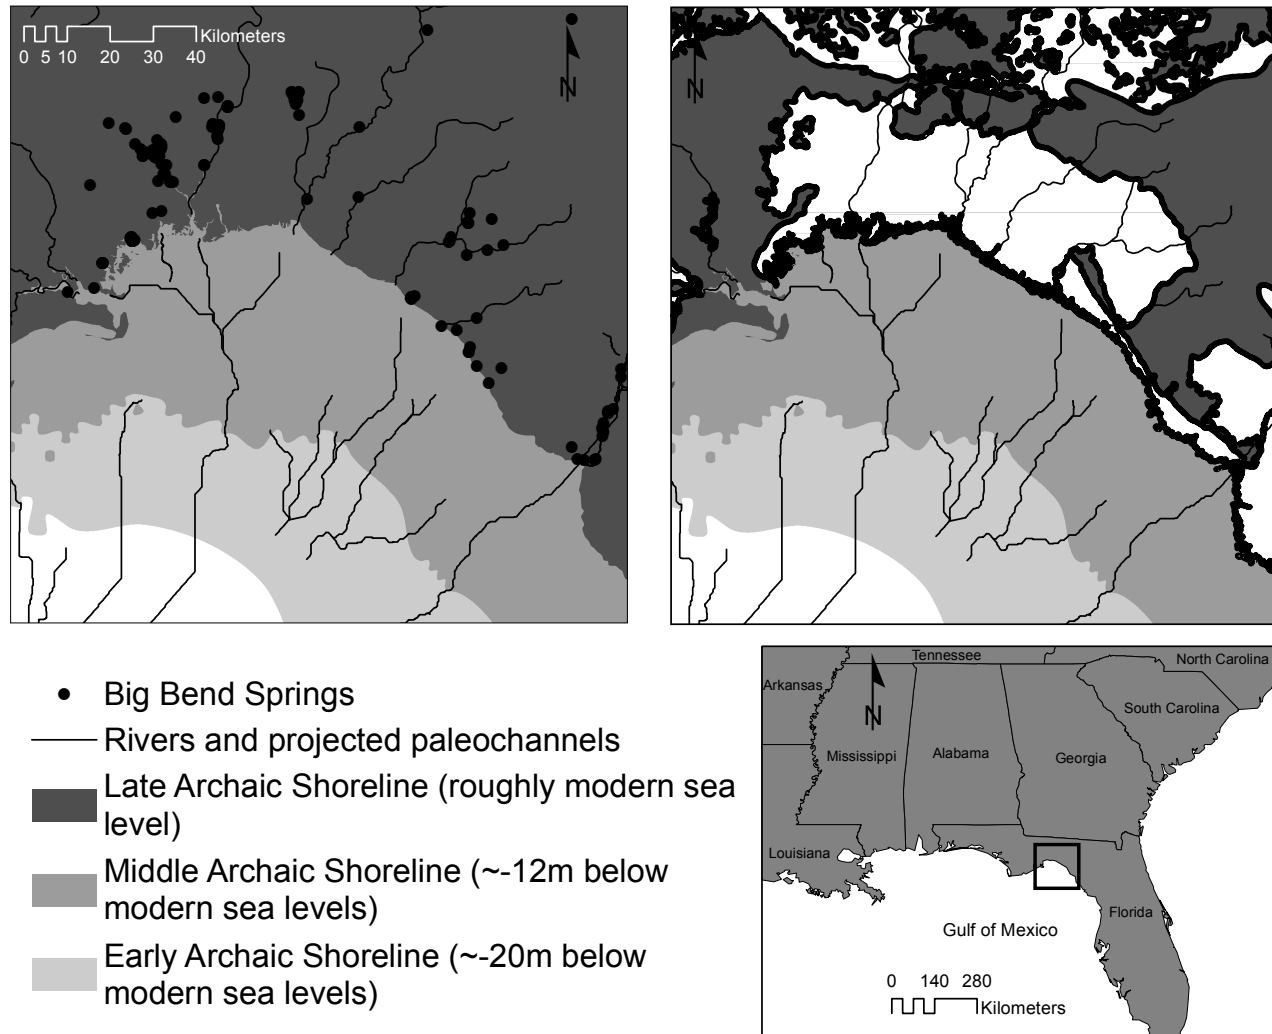 0 5 10 20 30 40
Kilometers
N
N
Big Bend Springs
Rivers and projected paleochannels
Late Archaic Shoreline (roughly modern sea
level)
Middle Archaic Shoreline (~-12m below
modern sea levels)
Early Archaic Shoreline (~-20m below
modern sea levels)
Tennessee
North Carolina
Arkansas
N
South Carolina
Mississippi
Alabama
Georgia
Louisiana
Florida
Gulf of Mexico
0 140 280
Kilometers